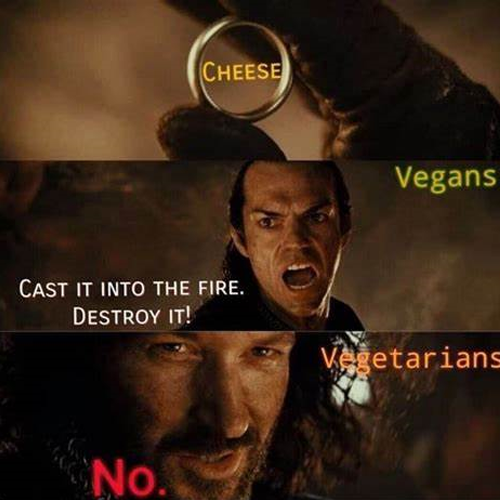 CHEESE
Vegans
CAST IT INTO THE FIRE.
DESTROY IT!
Vegetarians
No.